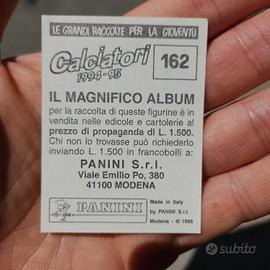 LE GRANDI RACCOLTE PER LA GIOVENTÙ
Calciatori
1994-95
162
IL MAGNIFICO ALBUM
per la raccolta di queste figurine è in
vendita nelle edicole e cartolerie al
prezzo di propaganda di L. 1.500.
Chi non lo trovasse può richiederlo
inviando L. 1.500 in francobolli a:
PANINI S.r.l.
Viale Emilio Po, 380
41100 MODENA
PANINI
Made in Italy
by PANINI S.r.l.
Modena - © 1995
subito